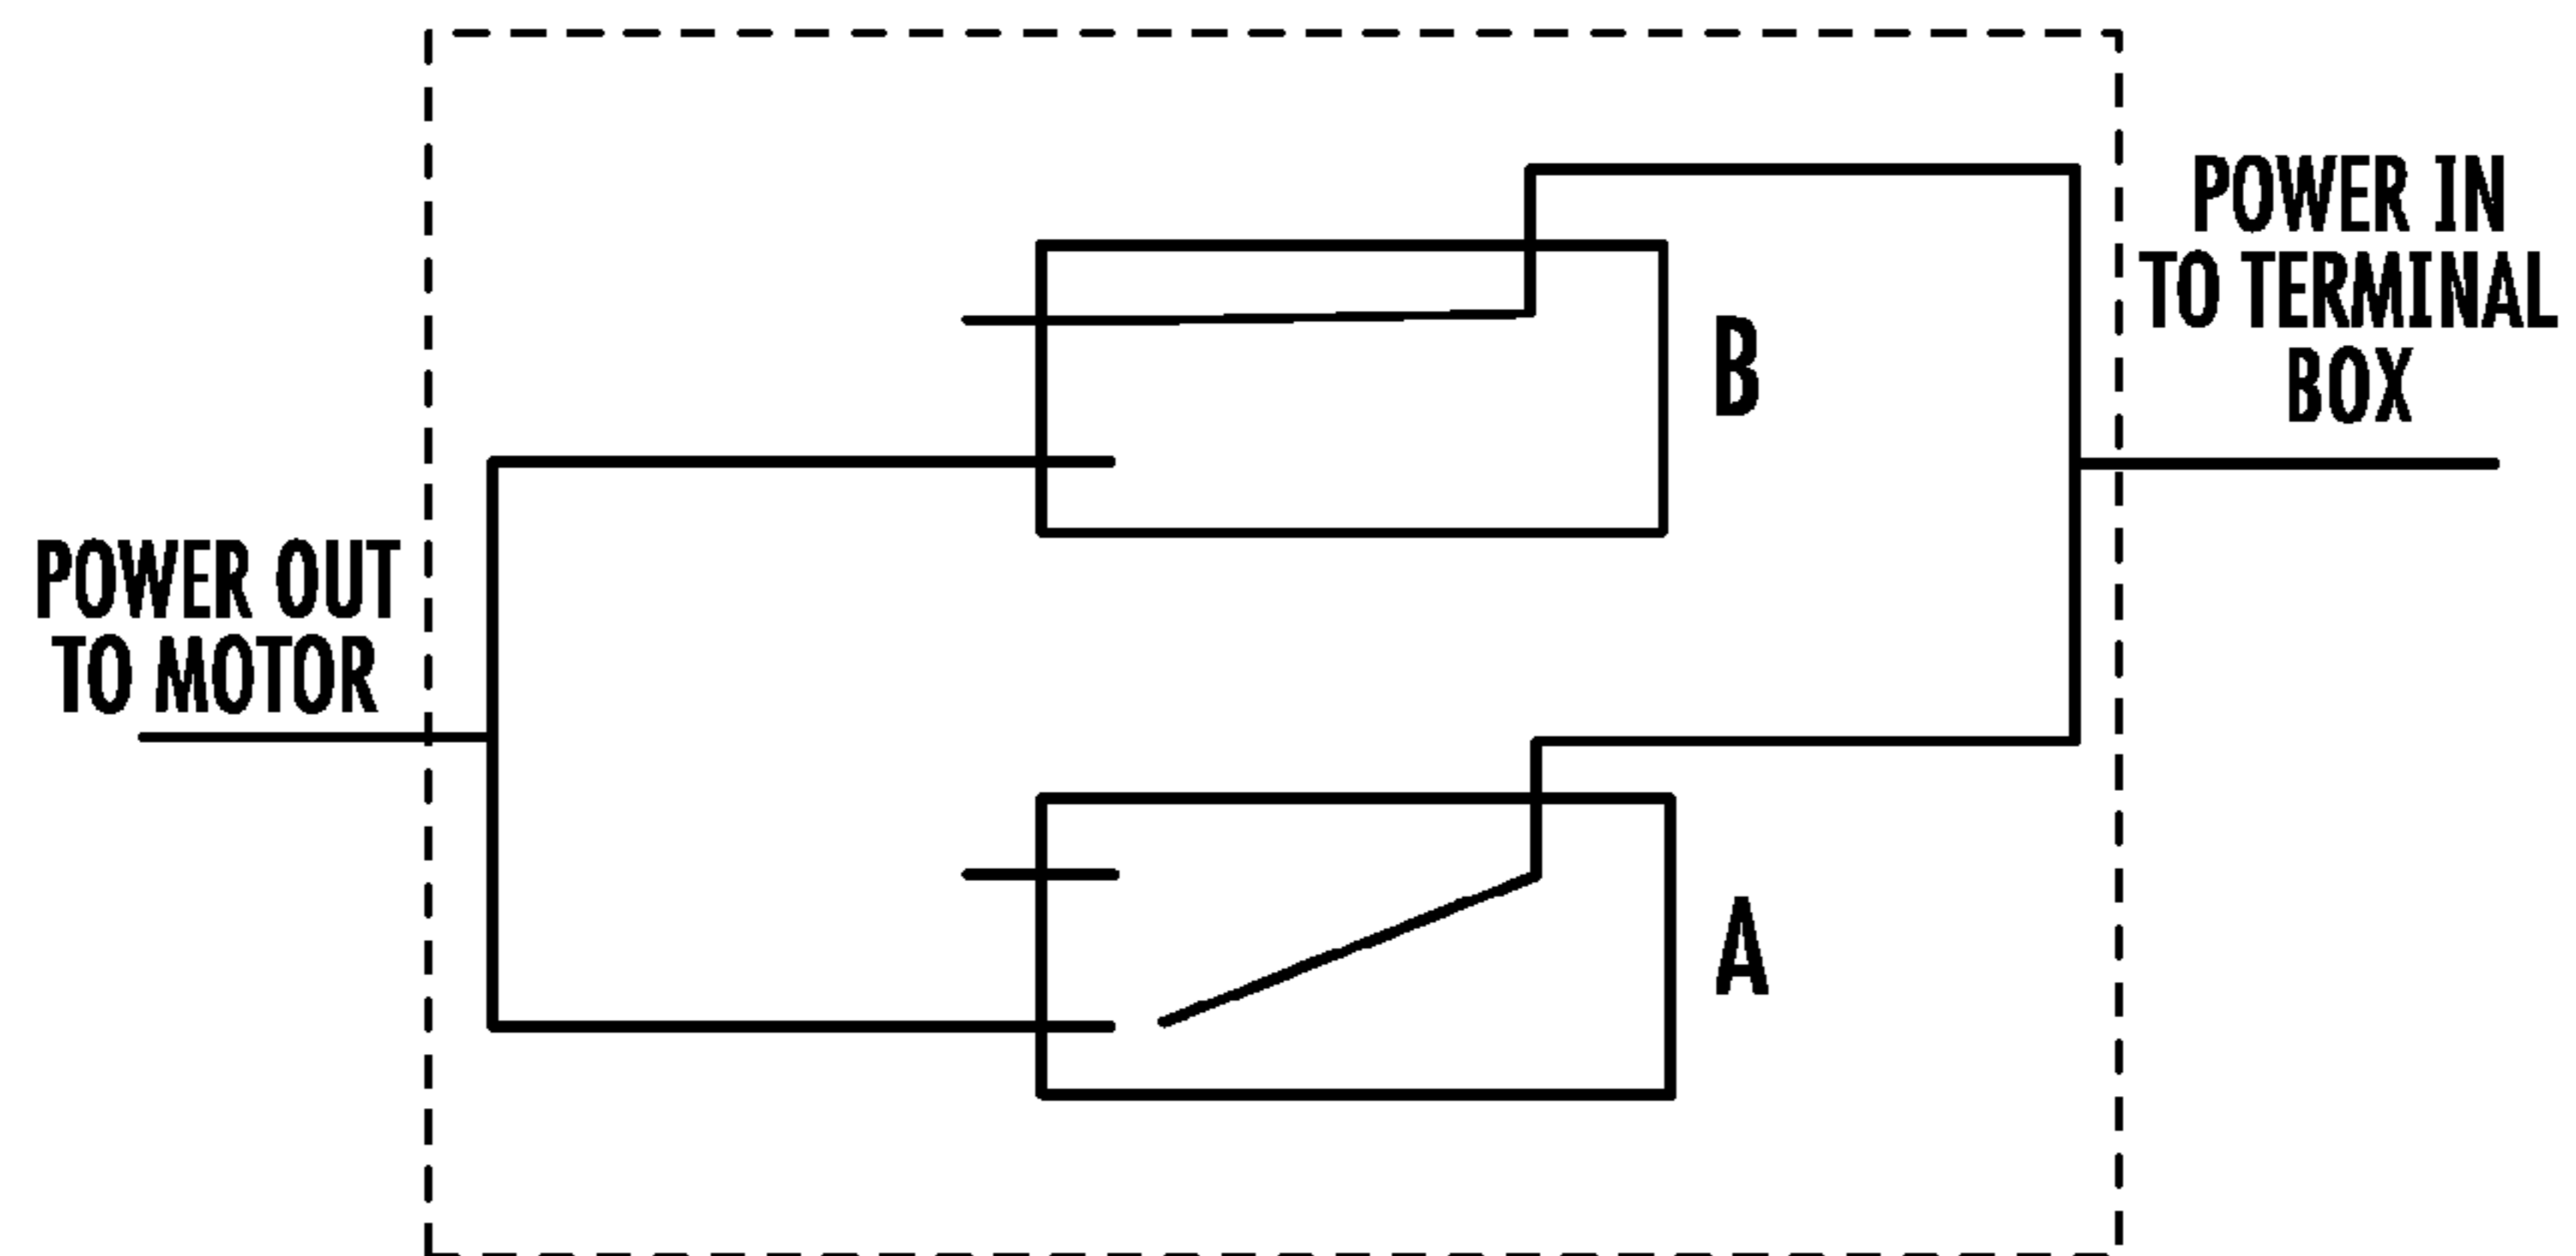 POWER IN
TO TERMINAL
BOX
B
POWER OUT
TO MOTOR
A